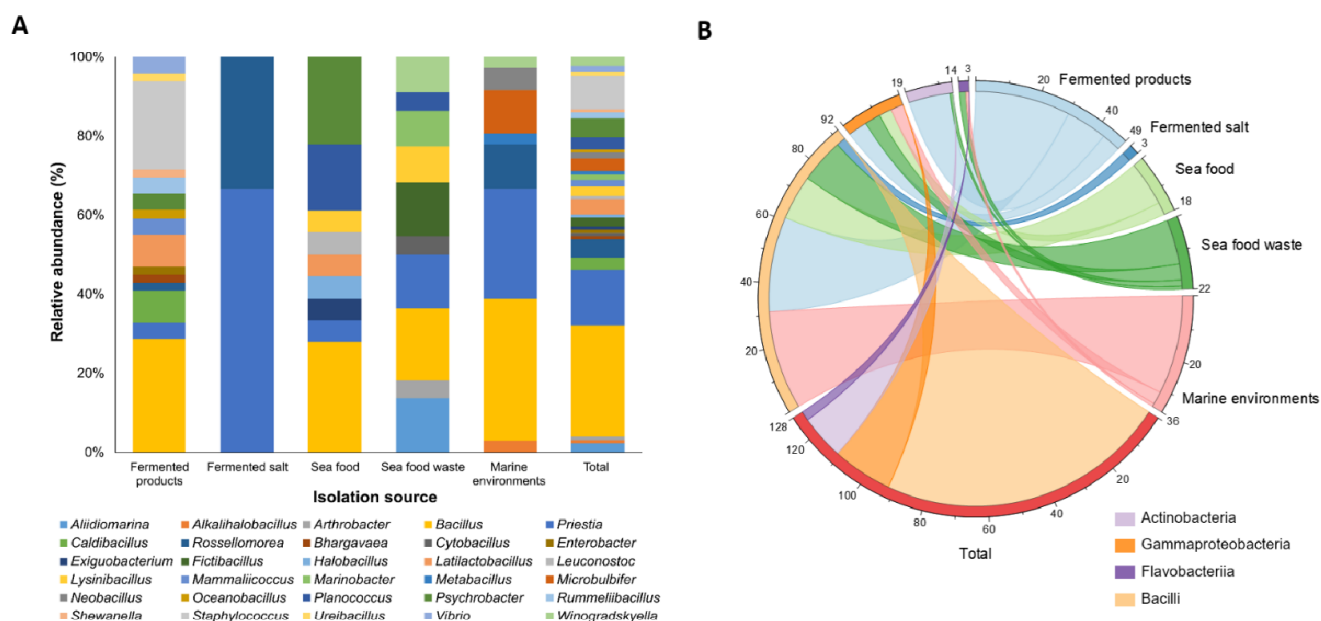 A
100%
80%
60%
40%
20%
0%
Relative abundance (%)
Fermented products
Fermented salt
Sea food
Sea food waste
Marine environments
Total
Isolation source
Aliidiomarina Alkalihalobacillus Arthrobacter Bacillus Priestia
Caldibacillus Rossellomorea Bhargavaea Cytobacillus Enterobacter
Exiguobacterium Fictibacillus Halobacillus Latilactobacillus Leuconostoc
Lysinibacillus Mammaliicoccus Marinobacter Metabacillus Microbulbifer
Neobacillus Oceanobacillus Planococcus Psychrobacter Rummeliibacillus
Shewanella Staphylococcus Ureibacillus Vibrio Winogradskyella
B
Fermented products
20
40
49
Fermented salt
3
Sea food
18
Sea food waste
22
20
Marine environments
36
20
40
60
80
100
120
128
Total
20
40
60
80
92
19
14
3
Actinobacteria
Gammaproteobacteria
Flavobacteriia
Bacilli